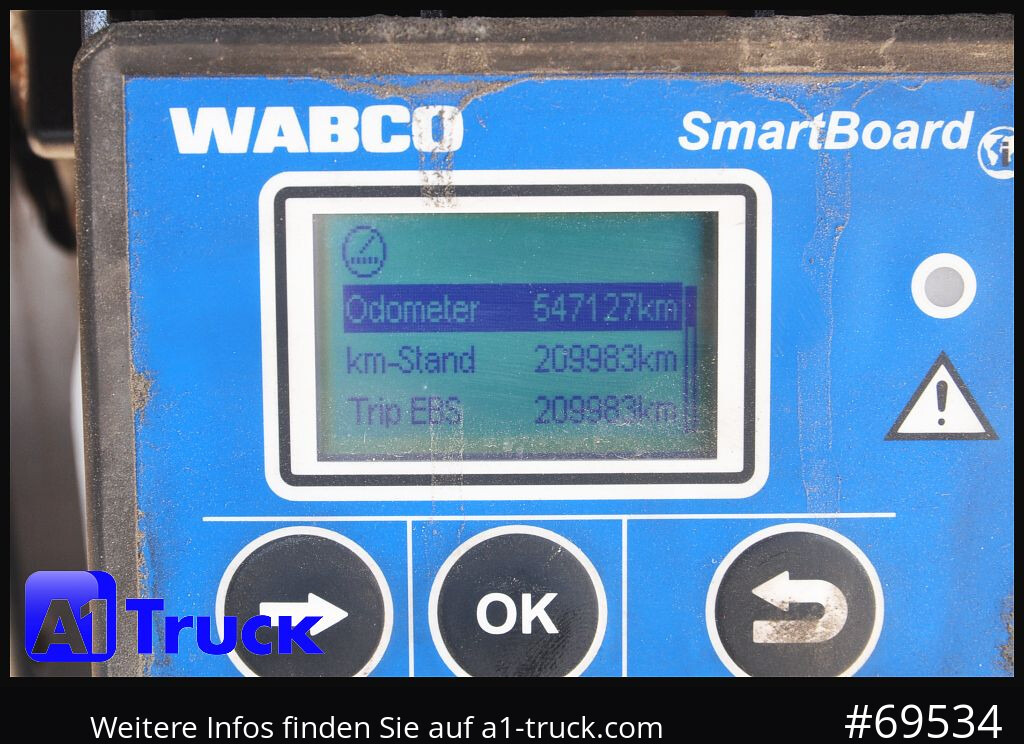 WABCO SmartBoard
Odometer 547127km
km-Stand 209983km
Trip EBS 209983km
OK
A1 Truck
Weitere Infos finden Sie auf a1-truck.com #69534